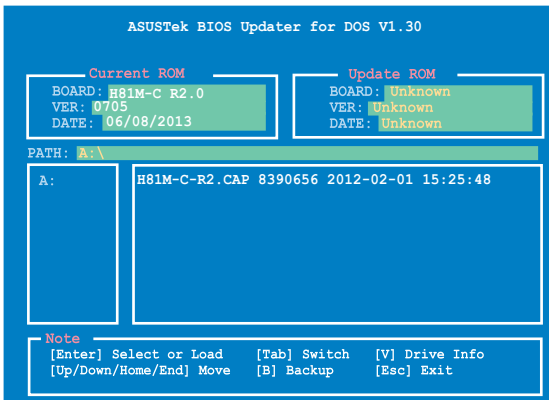 ASUSTek BIOS Updater for DOS V1.30
Current ROM
BOARD: H81M-C R2.0
VER: 0705
DATE: 06/08/2013
Update ROM
BOARD: Unknown
VER: Unknown
DATE: Unknown
PATH: A:\
A:
H81M-C-R2.CAP 8390656 2012-02-01 15:25:48
Note
[Enter] Select or Load [Tab] Switch [V] Drive Info
[Up/Down/Home/End] Move [B] Backup [Esc] Exit